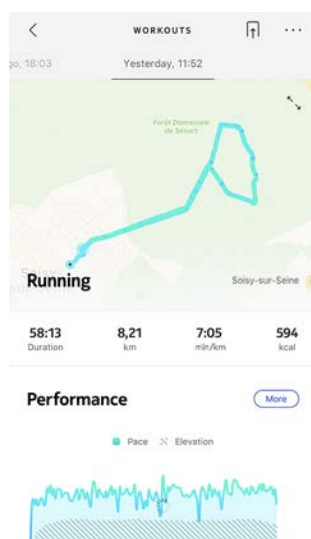 WORKOUTS
go, 18:03 Yesterday, 11:52
Forêt Domaniale
de Sénart
Running
Soisy-sur-Seine
58:13 8,21 7:05 594
Duration km min/km kcal
Performance More
Pace Elevation